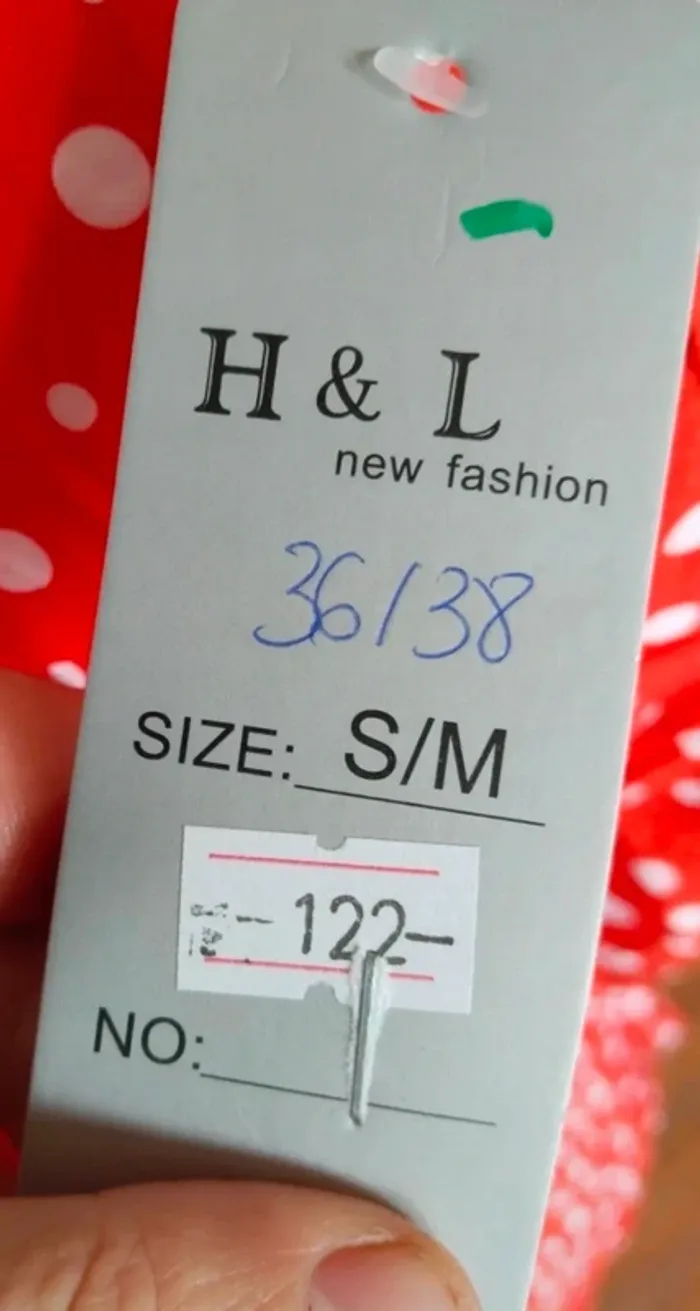 H & L
new fashion
36/38
SIZE: S/M
- 122-
NO: